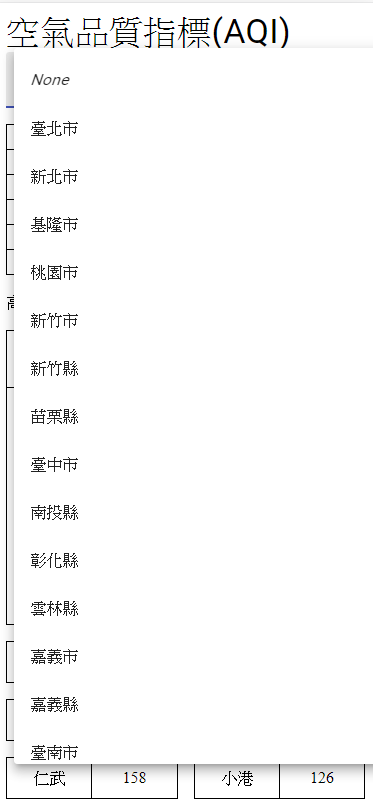 空氣品質指標(AQI)
None
臺北市
新北市
基隆市
桃園市
新竹市
新竹縣
苗栗縣
臺中市
南投縣
彰化縣
雲林縣
嘉義市
嘉義縣
臺南市
仁武 158 小港 126